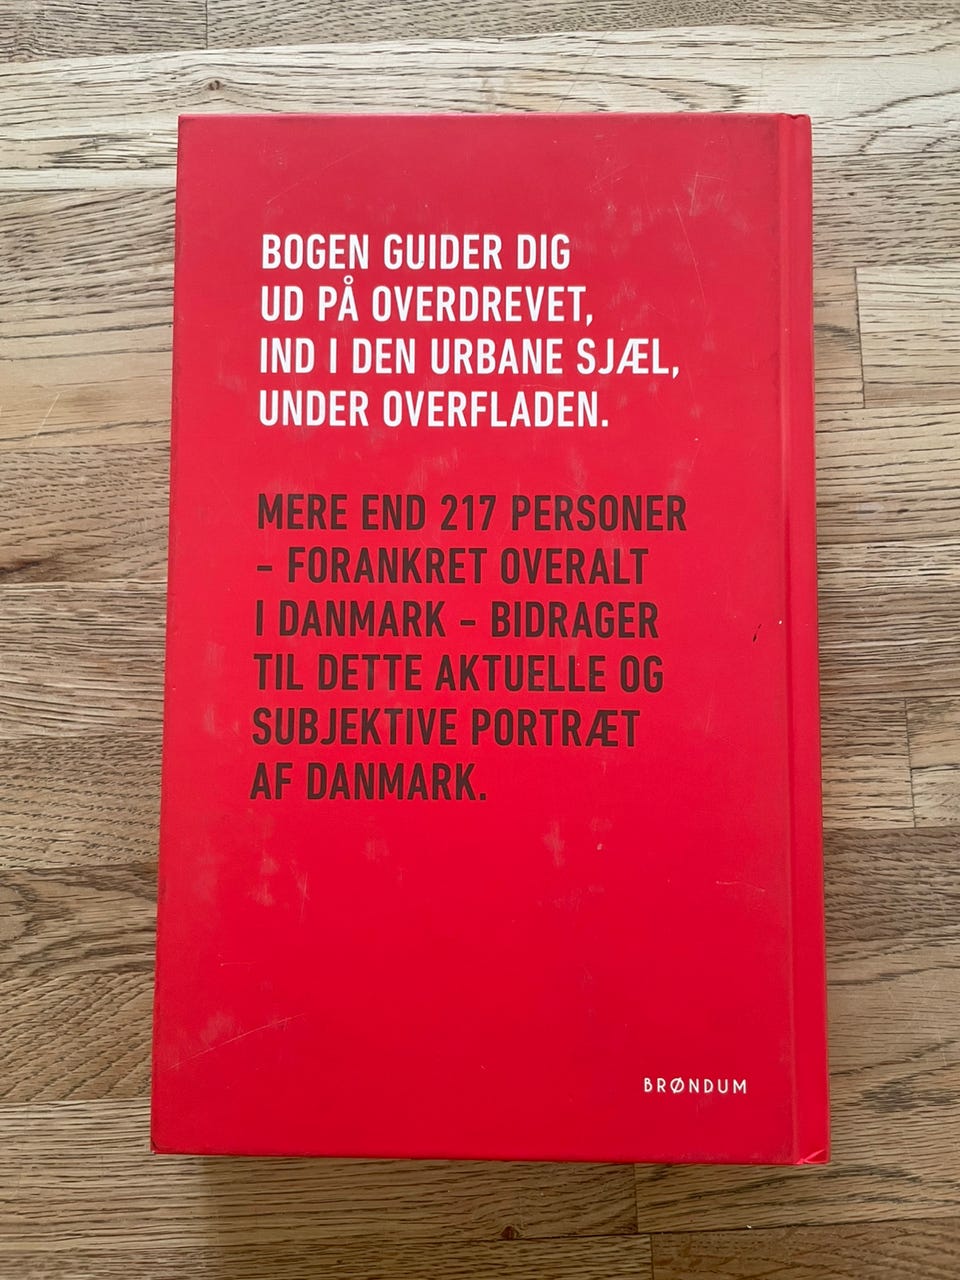 BOGEN GUIDER DIG
UD PÅ OVERDREVET,
IND I DEN URBANE SJÆL,
UNDER OVERFLADEN.
MERE END 217 PERSONER
– FORANKRET OVERALT
I DANMARK – BIDRAGER
TIL DETTE AKTUELLE OG
SUBJEKTIVE PORTRÆT
AF DANMARK.
BRØNDUM